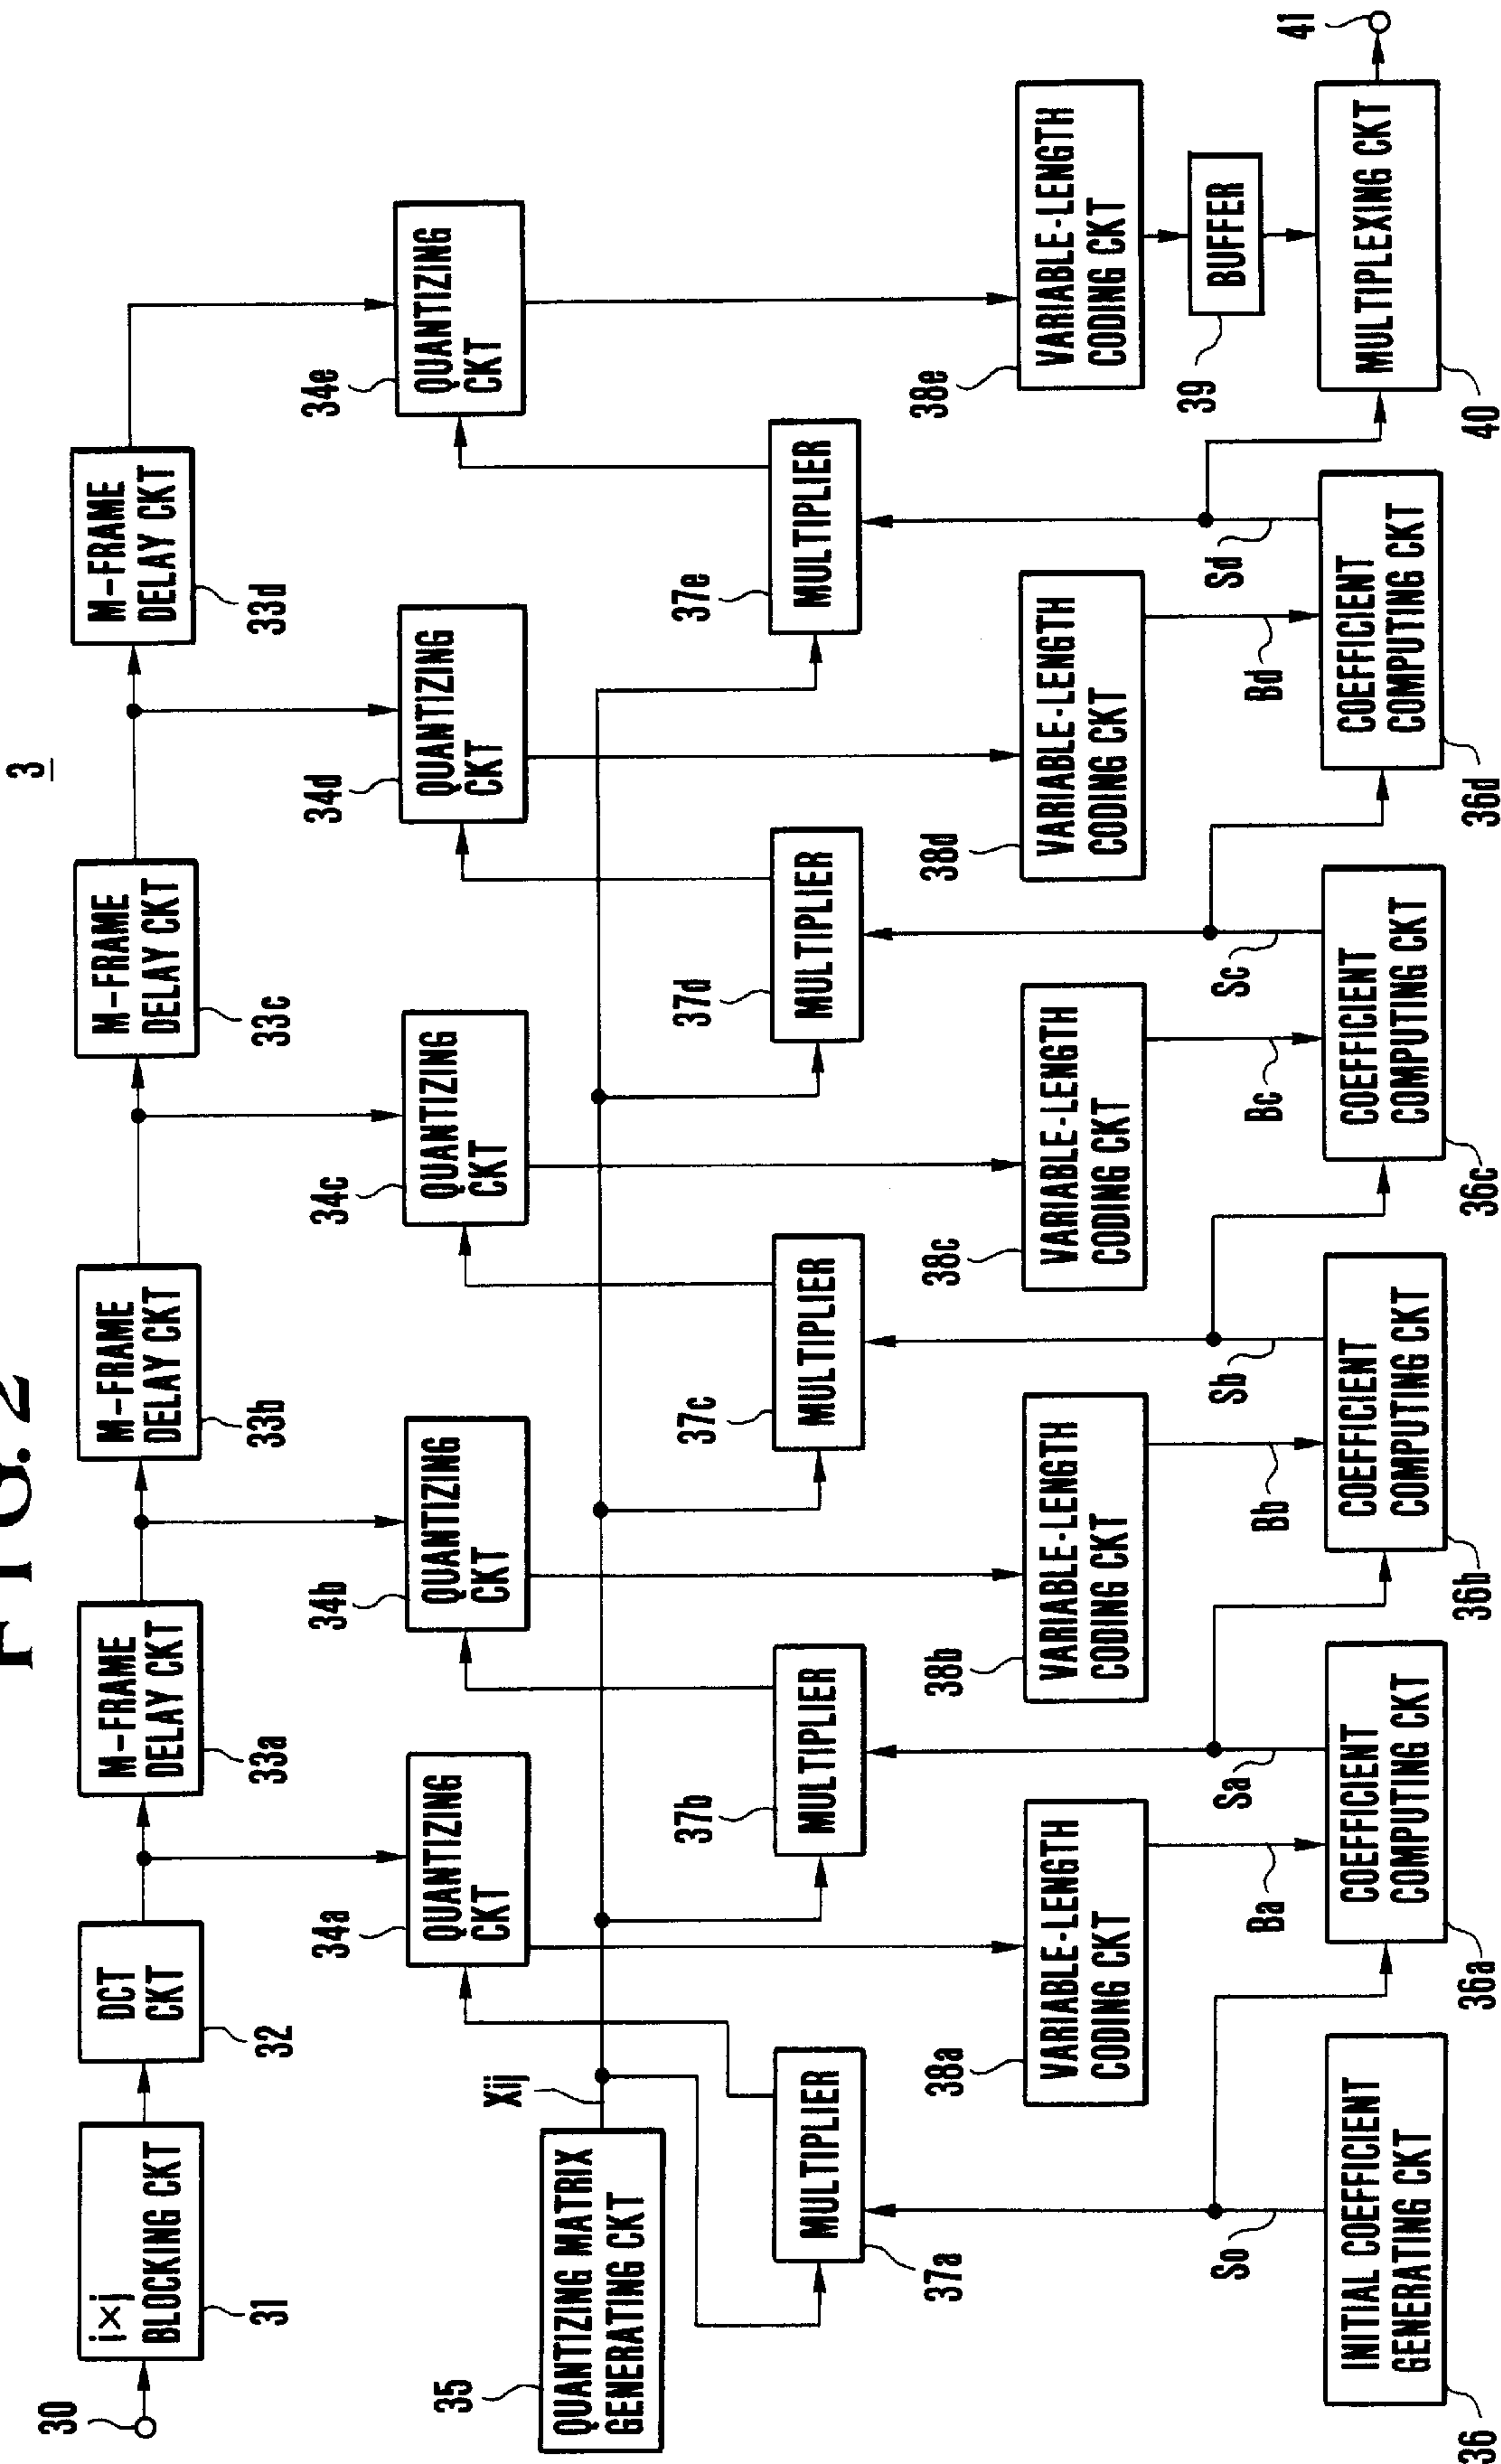 FIG. 2
3
30
i×j
BLOCKING CKT
31
DCT
CKT
32
M-FRAME
DELAY CKT
33a
M-FRAME
DELAY CKT
33b
M-FRAME
DELAY CKT
33c
M-FRAME
DELAY CKT
33d
34a
QUANTIZING
CKT
34b
QUANTIZING
CKT
34c
QUANTIZING
CKT
34d
QUANTIZING
CKT
34e
QUANTIZING
CKT
35
QUANTIZING MATRIX
GENERATING CKT
Xij
MULTIPLIER
37a
37b
MULTIPLIER
37c
MULTIPLIER
37d
MULTIPLIER
37e
MULTIPLIER
38a
VARIABLE-LENGTH
CODING CKT
38b
VARIABLE-LENGTH
CODING CKT
38c
VARIABLE-LENGTH
CODING CKT
38d
VARIABLE-LENGTH
CODING CKT
38e
VARIABLE-LENGTH
CODING CKT
39
BUFFER
So
Ba
Sa
Bb
Sb
Bc
Sc
Bd
Sd
INITIAL COEFFICIENT
GENERATING CKT
36
COEFFICIENT
COMPUTING CKT
36a
COEFFICIENT
COMPUTING CKT
36b
COEFFICIENT
COMPUTING CKT
36c
COEFFICIENT
COMPUTING CKT
36d
MULTIPLEXING CKT
40
41